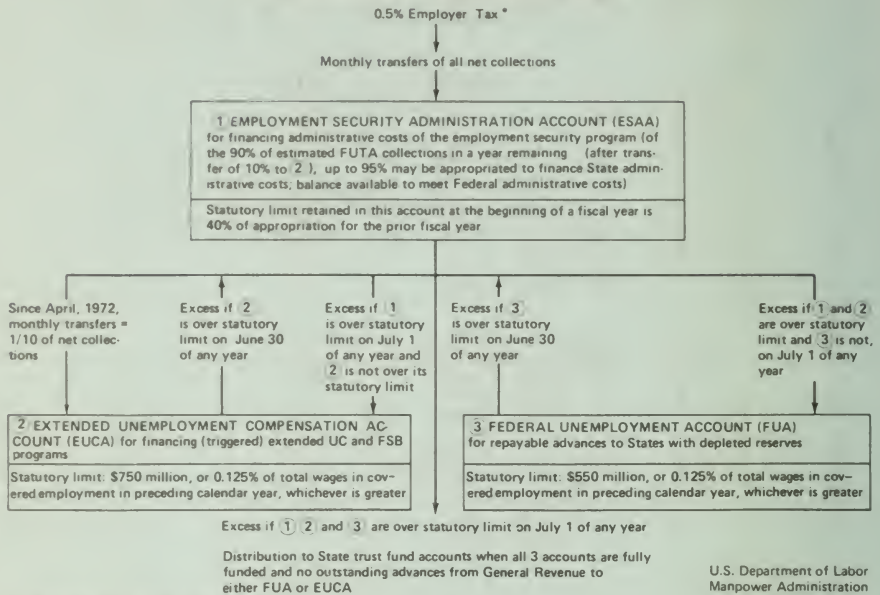 0.5% Employer Tax *
Monthly transfers of all net collections
1 EMPLOYMENT SECURITY ADMINISTRATION ACCOUNT (ESAA)
for financing administrative costs of the employment security program (of
the 90% of estimated FUTA collections in a year remaining (after trans-
fer of 10% to 2 ), up to 95% may be appropriated to finance State admin-
istrative costs; balance available to meet Federal administrative costs)
Statutory limit retained in this account at the beginning of a fiscal year is
40% of appropriation for the prior fiscal year
Since April, 1972,
monthly transfers =
1/10 of net collec-
tions
Excess if 2
is over statutory
limit on June 30
of any year
Excess if 1
is over statutory
limit on July 1
of any year and
2 is not over its
statutory limit
Excess if 3
is over statutory
limit on June 30
of any year
Excess if 1 and 2
are over statutory
limit and 3 is not,
on July 1 of any
year
2 EXTENDED UNEMPLOYMENT COMPENSATION AC-
COUNT (EUCA) for financing (triggered) extended UC and FSB
programs
Statutory limit: $750 million, or 0.125% of total wages in cov-
ered employment in preceding calendar year, whichever is greater
3 FEDERAL UNEMPLOYMENT ACCOUNT (FUA)
for repayable advances to States with depleted reserves
Statutory limit: $550 million, or 0.125% of total wages in cov-
ered employment in preceding calendar year, whichever is greater
Excess if 1 2 and 3 are over statutory limit on July 1 of any year
Distribution to State trust fund accounts when all 3 accounts are fully
funded and no outstanding advances from General Revenue to
either FUA or EUCA
U.S. Department of Labor
Manpower Administration